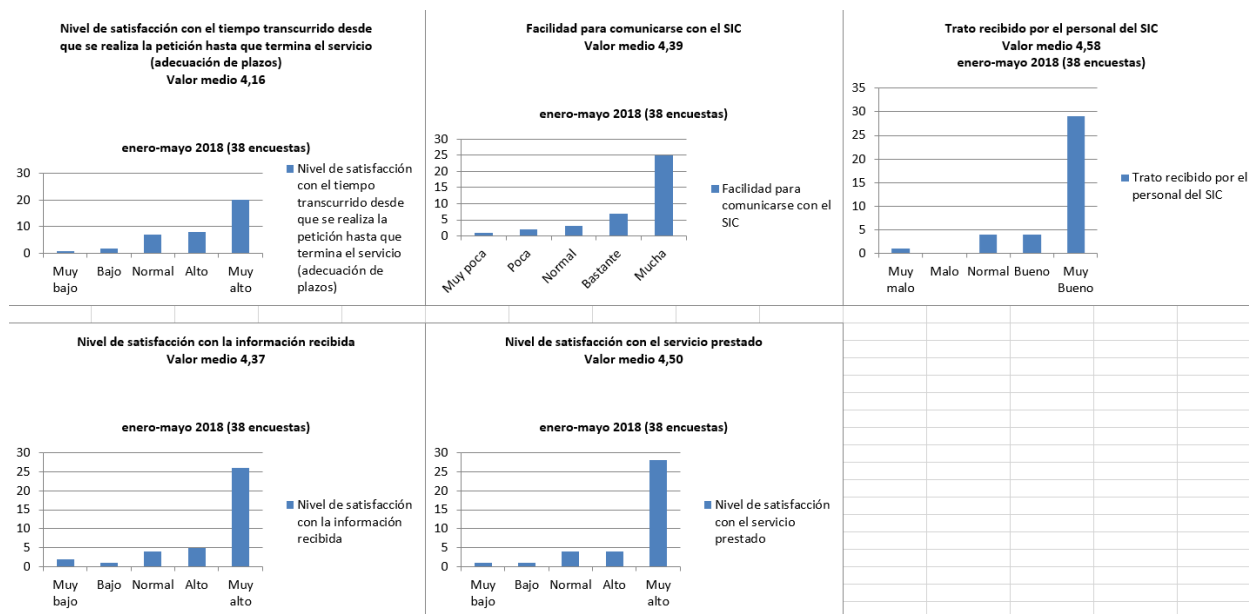 Nivel de satisfacción con el tiempo transcurrido desde
que se realiza la petición hasta que termina el servicio
(adecuación de plazos)
Valor medio 4,16
enero-mayo 2018 (38 encuestas)
30
20
10
0
Muy bajo
Bajo
Normal
Alto
Muy alto
Nivel de satisfacción
con el tiempo
transcurrido desde
que se realiza la
petición hasta que
termina el servicio
(adecuación de
plazos)
Facilidad para comunicarse con el SIC
Valor medio 4,39
enero-mayo 2018 (38 encuestas)
30
25
20
15
10
5
0
Muy poca
Poca
Normal
Bastante
Mucha
Facilidad para
comunicarse con el
SIC
Trato recibido por el personal del SIC
Valor medio 4,58
enero-mayo 2018 (38 encuestas)
35
30
25
20
15
10
5
0
Muy malo
Malo
Normal
Bueno
Muy Bueno
Trato recibido por el
personal del SIC
Nivel de satisfacción con la información recibida
Valor medio 4,37
enero-mayo 2018 (38 encuestas)
30
25
20
15
10
5
0
Muy bajo
Bajo
Normal
Alto
Muy alto
Nivel de satisfacción
con la información
recibida
Nivel de satisfacción con el servicio prestado
Valor medio 4,50
enero-mayo 2018 (38 encuestas)
30
25
20
15
10
5
0
Muy bajo
Bajo
Normal
Alto
Muy alto
Nivel de satisfacción
con el servicio
prestado